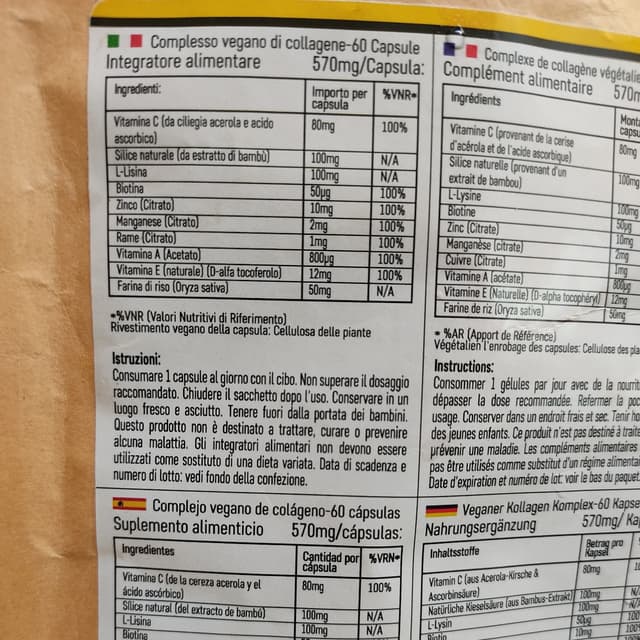 Complesso vegano di collagene-60 Capsule
Integratore alimentare 570mg/Capsula:
Ingredienti: Importo per capsula %VNR*
Vitamina C (da ciliegia acerola e acido ascorbico) 80mg 100%
Silice naturale (da estratto di bambù) 100mg N/A
L-Lisina 100mg N/A
Biotina 50µg 100%
Zinco (Citrato) 10mg 100%
Manganese (Citrato) 2mg 100%
Rame (Citrato) 1mg 100%
Vitamina A (Acetato) 800µg 100%
Vitamina E (naturale) (D-alfa tocoferolo) 12mg 100%
Farina di riso (Oryza sativa) 50mg N/A
*%VNR (Valori Nutritivi di Riferimento)
Rivestimento vegano della capsula: Cellulosa delle piante
Istruzioni:
Consumare 1 capsule al giorno con il cibo. Non superare il dosaggio
raccomandato. Chiudere il sacchetto dopo l'uso. Conservare in un
luogo fresco e asciutto. Tenere fuori dalla portata dei bambini.
Questo prodotto non è destinato a trattare, curare o prevenire
alcuna malattia. Gli integratori alimentari non devono essere
utilizzati come sostituto di una dieta variata. Data di scadenza e
numero di lotto: vedi fondo della confezione.
Complexe de collagène végétalie
Complément alimentaire 570m
Ingrédients Mont
capsu
Vitamine C (provenant de la cerise 80mg
d'acérola et de l'acide ascorbique)
Silice naturelle (provenant d'un 100mg
extrait de bambou)
L-Lysine 100mg
Biotine 50µg
Zinc (Citrate) 10mg
Manganèse (citrate) 2mg
Cuivre (Citrate) 1mg
Vitamine A (acétate) 800µg
Vitamine E (Naturelle) (D-alpha tocophéryl) 12mg
Farine de riz (Oryza sativa) 50mg
* %AR (Apport de Référence)
Végétalien l'enrobage des capsules: Cellulose des pla
Instructions:
Consommer 1 gélules par jour avec de la nourrit
dépasser la dose recommandée. Refermer la poc
usage. Conserver dans un endroit frais et sec. Tenir ho
des jeunes enfants. Ce produit n'est pas destiné à traite
prévenir une maladie. Les compléments alimentaires
pas être utilisés comme substitut d'un régime alimenta
Date d'expiration et numéro de lot: voir le bas du paquet.
Complejo vegano de colágeno-60 cápsulas
Suplemento alimenticio 570mg/cápsulas:
Ingredientes Cantidad por cápsula %VRN*
Vitamina C (de la cereza acerola y el 80mg 100%
ácido ascórbico)
Sílice natural (del extracto de bambú) 100mg N/A
L-Lisina 100mg N/A
Biotina
Veganer Kollagen Komplex-60 Kapse
Nahrungsergänzung 570mg/ Ka
Inhaltsstoffe Betrag pro
Kapsel
Vitamin C (aus Acerola-Kirsche & 80mg
Ascorbinsäure)
Natürliche Kieselsäure (aus Bambus-Extrakt) 100mg
L-Lysin 100mg
Biotin 50µg
10mg